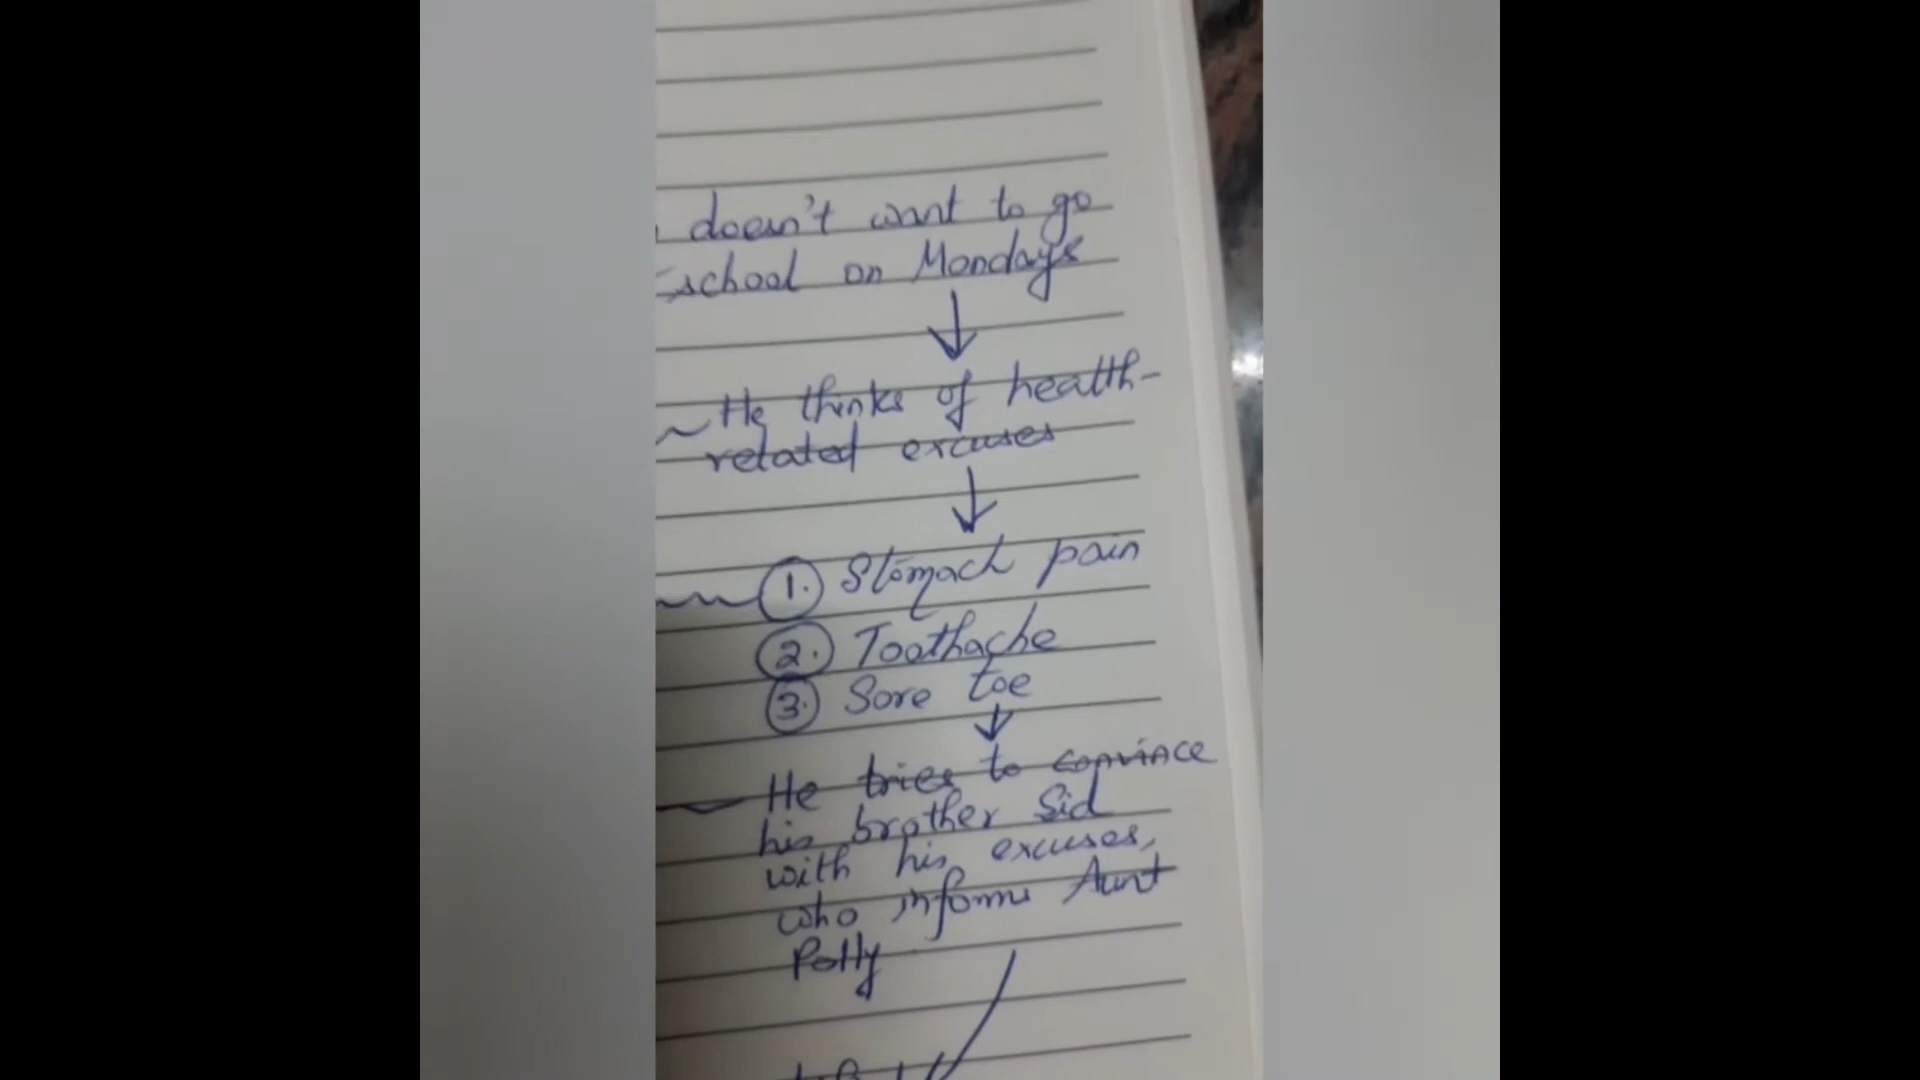 doesn't want to go
school on Mondays
He thinks of health-
related excuses
1. Stomach pain
2. Toothache
3. Sore toe
He tries to convince
his brother Sid
with his excuses,
who informs Aunt
Polly